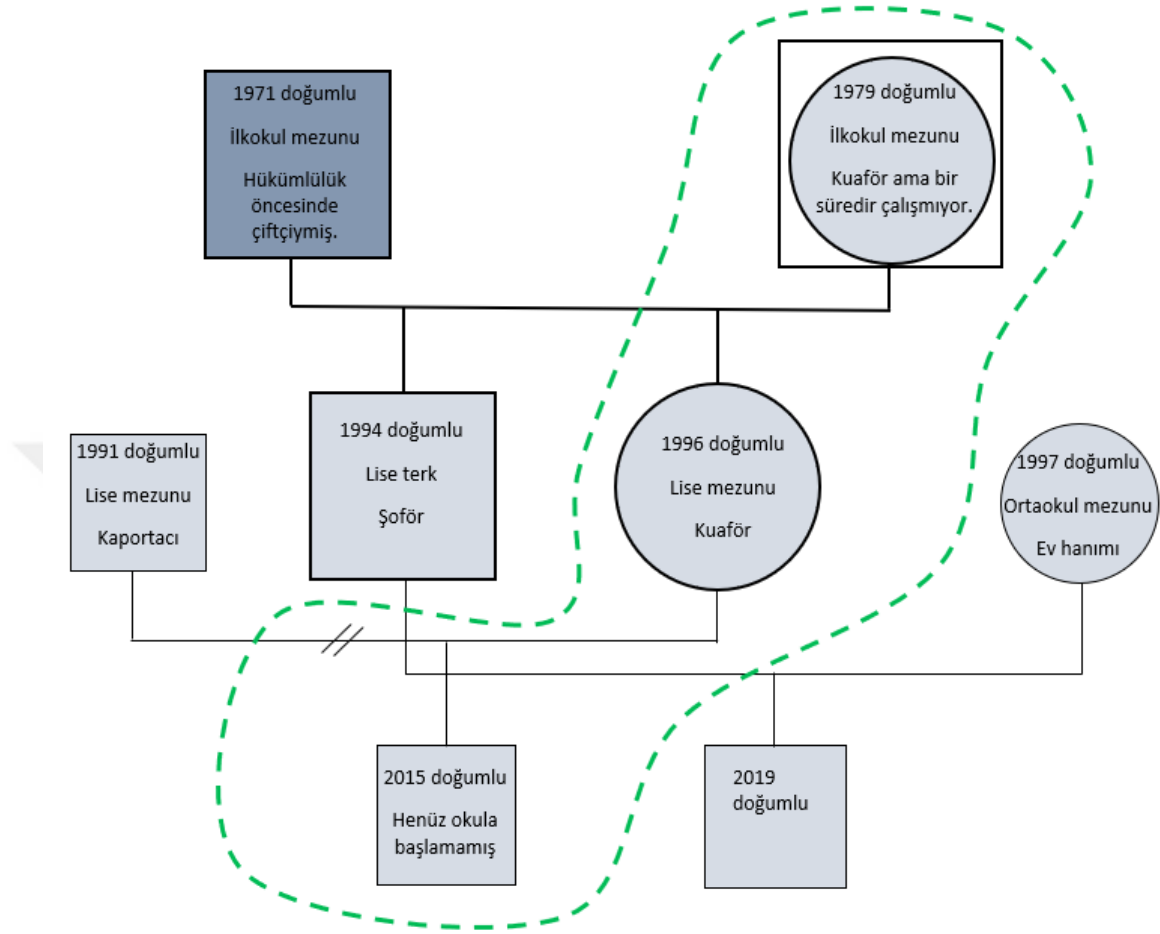 1971 doğumlu
İlkokul mezunu
Hükümlülük
öncesinde
çiftçiymiş.
1979 doğumlu
İlkokul mezunu
Kuaför ama bir
süredir çalışmıyor.
1991 doğumlu
Lise mezunu
Kaportacı
1994 doğumlu
Lise terk
Şoför
1996 doğumlu
Lise mezunu
Kuaför
1997 doğumlu
Ortaokul mezunu
Ev hanımı
2015 doğumlu
Henüz okula
başlamamış
2019
doğumlu